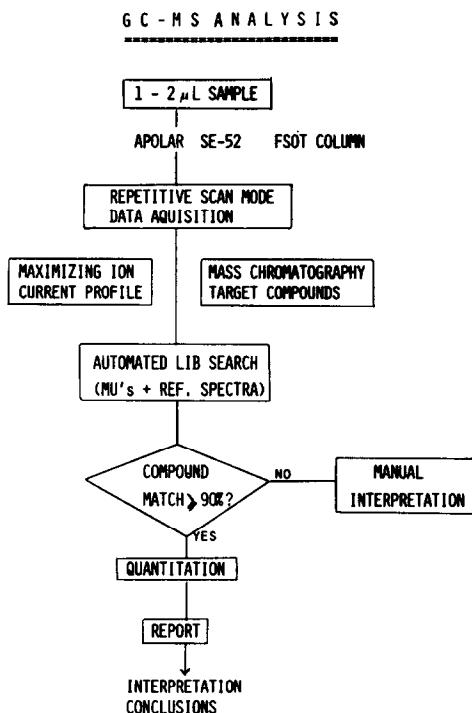 GC-MS ANALYSIS
1 - 2 µL SAMPLE
APOLAR SE-52 FSOT COLUMN
REPETITIVE SCAN MODE
DATA AQUISITION
MAXIMIZING ION
CURRENT PROFILE
MASS CHROMATOGRAPHY
TARGET COMPOUNDS
AUTOMATED LIB SEARCH
(MU's + REF. SPECTRA)
COMPOUND
MATCH ⩾ 90%?
NO
MANUAL
INTERPRETATION
YES
QUANTITATION
REPORT
INTERPRETATION
CONCLUSIONS